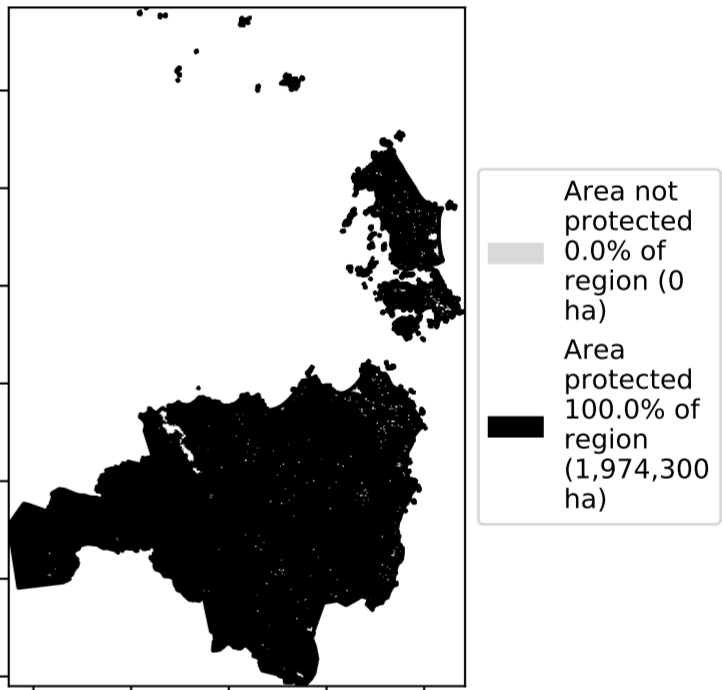 Area not
protected
0.0% of
region (0
ha)
Area
protected
100.0% of
region
(1,974,300
ha)